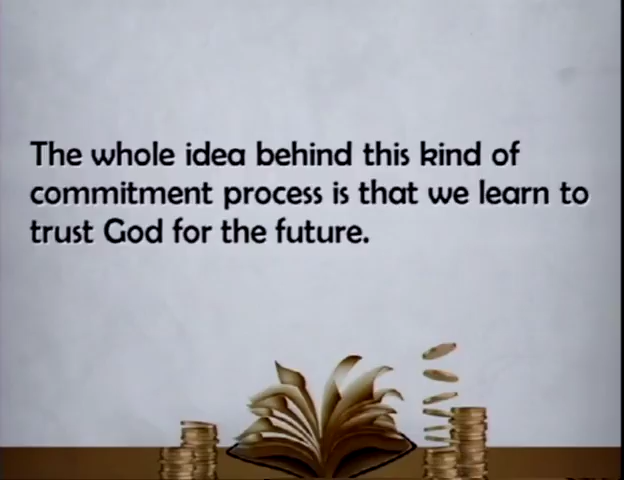 The whole idea behind this kind of
commitment process is that we learn to
trust God for the future.